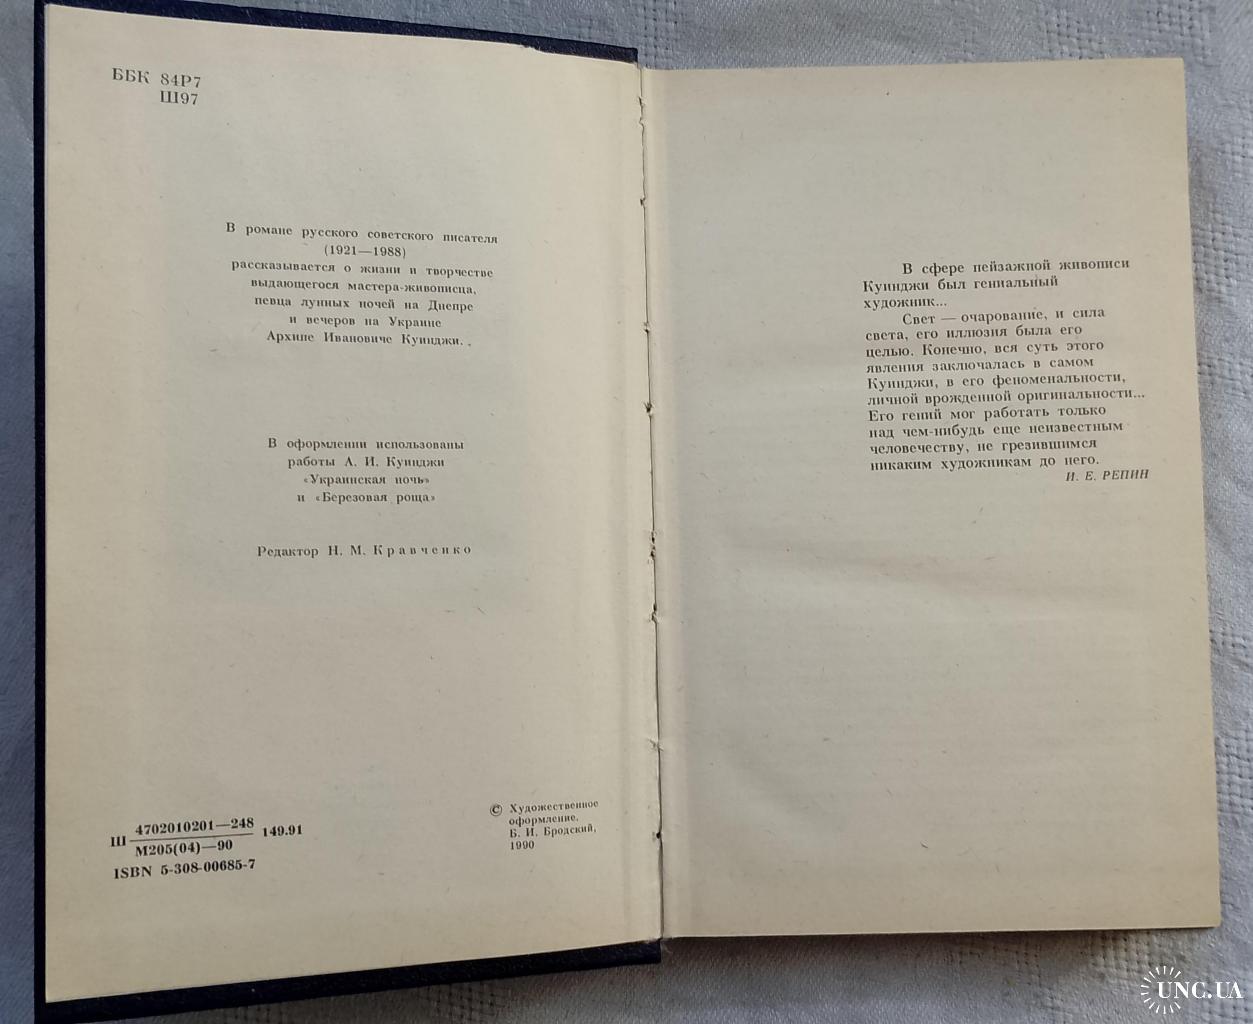 ББК 84Р7
Ш97
В романе русского советского писателя
(1921—1988)
рассказывается о жизни и творчестве
выдающегося мастера-живописца,
певца лунных ночей на Днепре
и вечеров на Украине
Архипе Ивановиче Куинджи.
В оформлении использованы
работы А. И. Куинджи
«Украинская ночь»
и «Березовая роща»
Редактор Н. М. Кравченко
Ш 4702010201—248 149.91
М205(04)—90
ISBN 5-308-00685-7
© Художественное
оформление.
Б. И. Бродский,
1990
В сфере пейзажной живописи
Куинджи был гениальный
художник...
Свет — очарование, и сила
света, его иллюзия была его
целью. Конечно, вся суть этого
явления заключалась в самом
Куинджи, в его феноменальности,
личной врожденной оригинальности...
Его гений мог работать только
над чем-нибудь еще неизвестным
человечеству, не грезившимся
никаким художникам до него.
И. Е. РЕПИН
UNC.UA